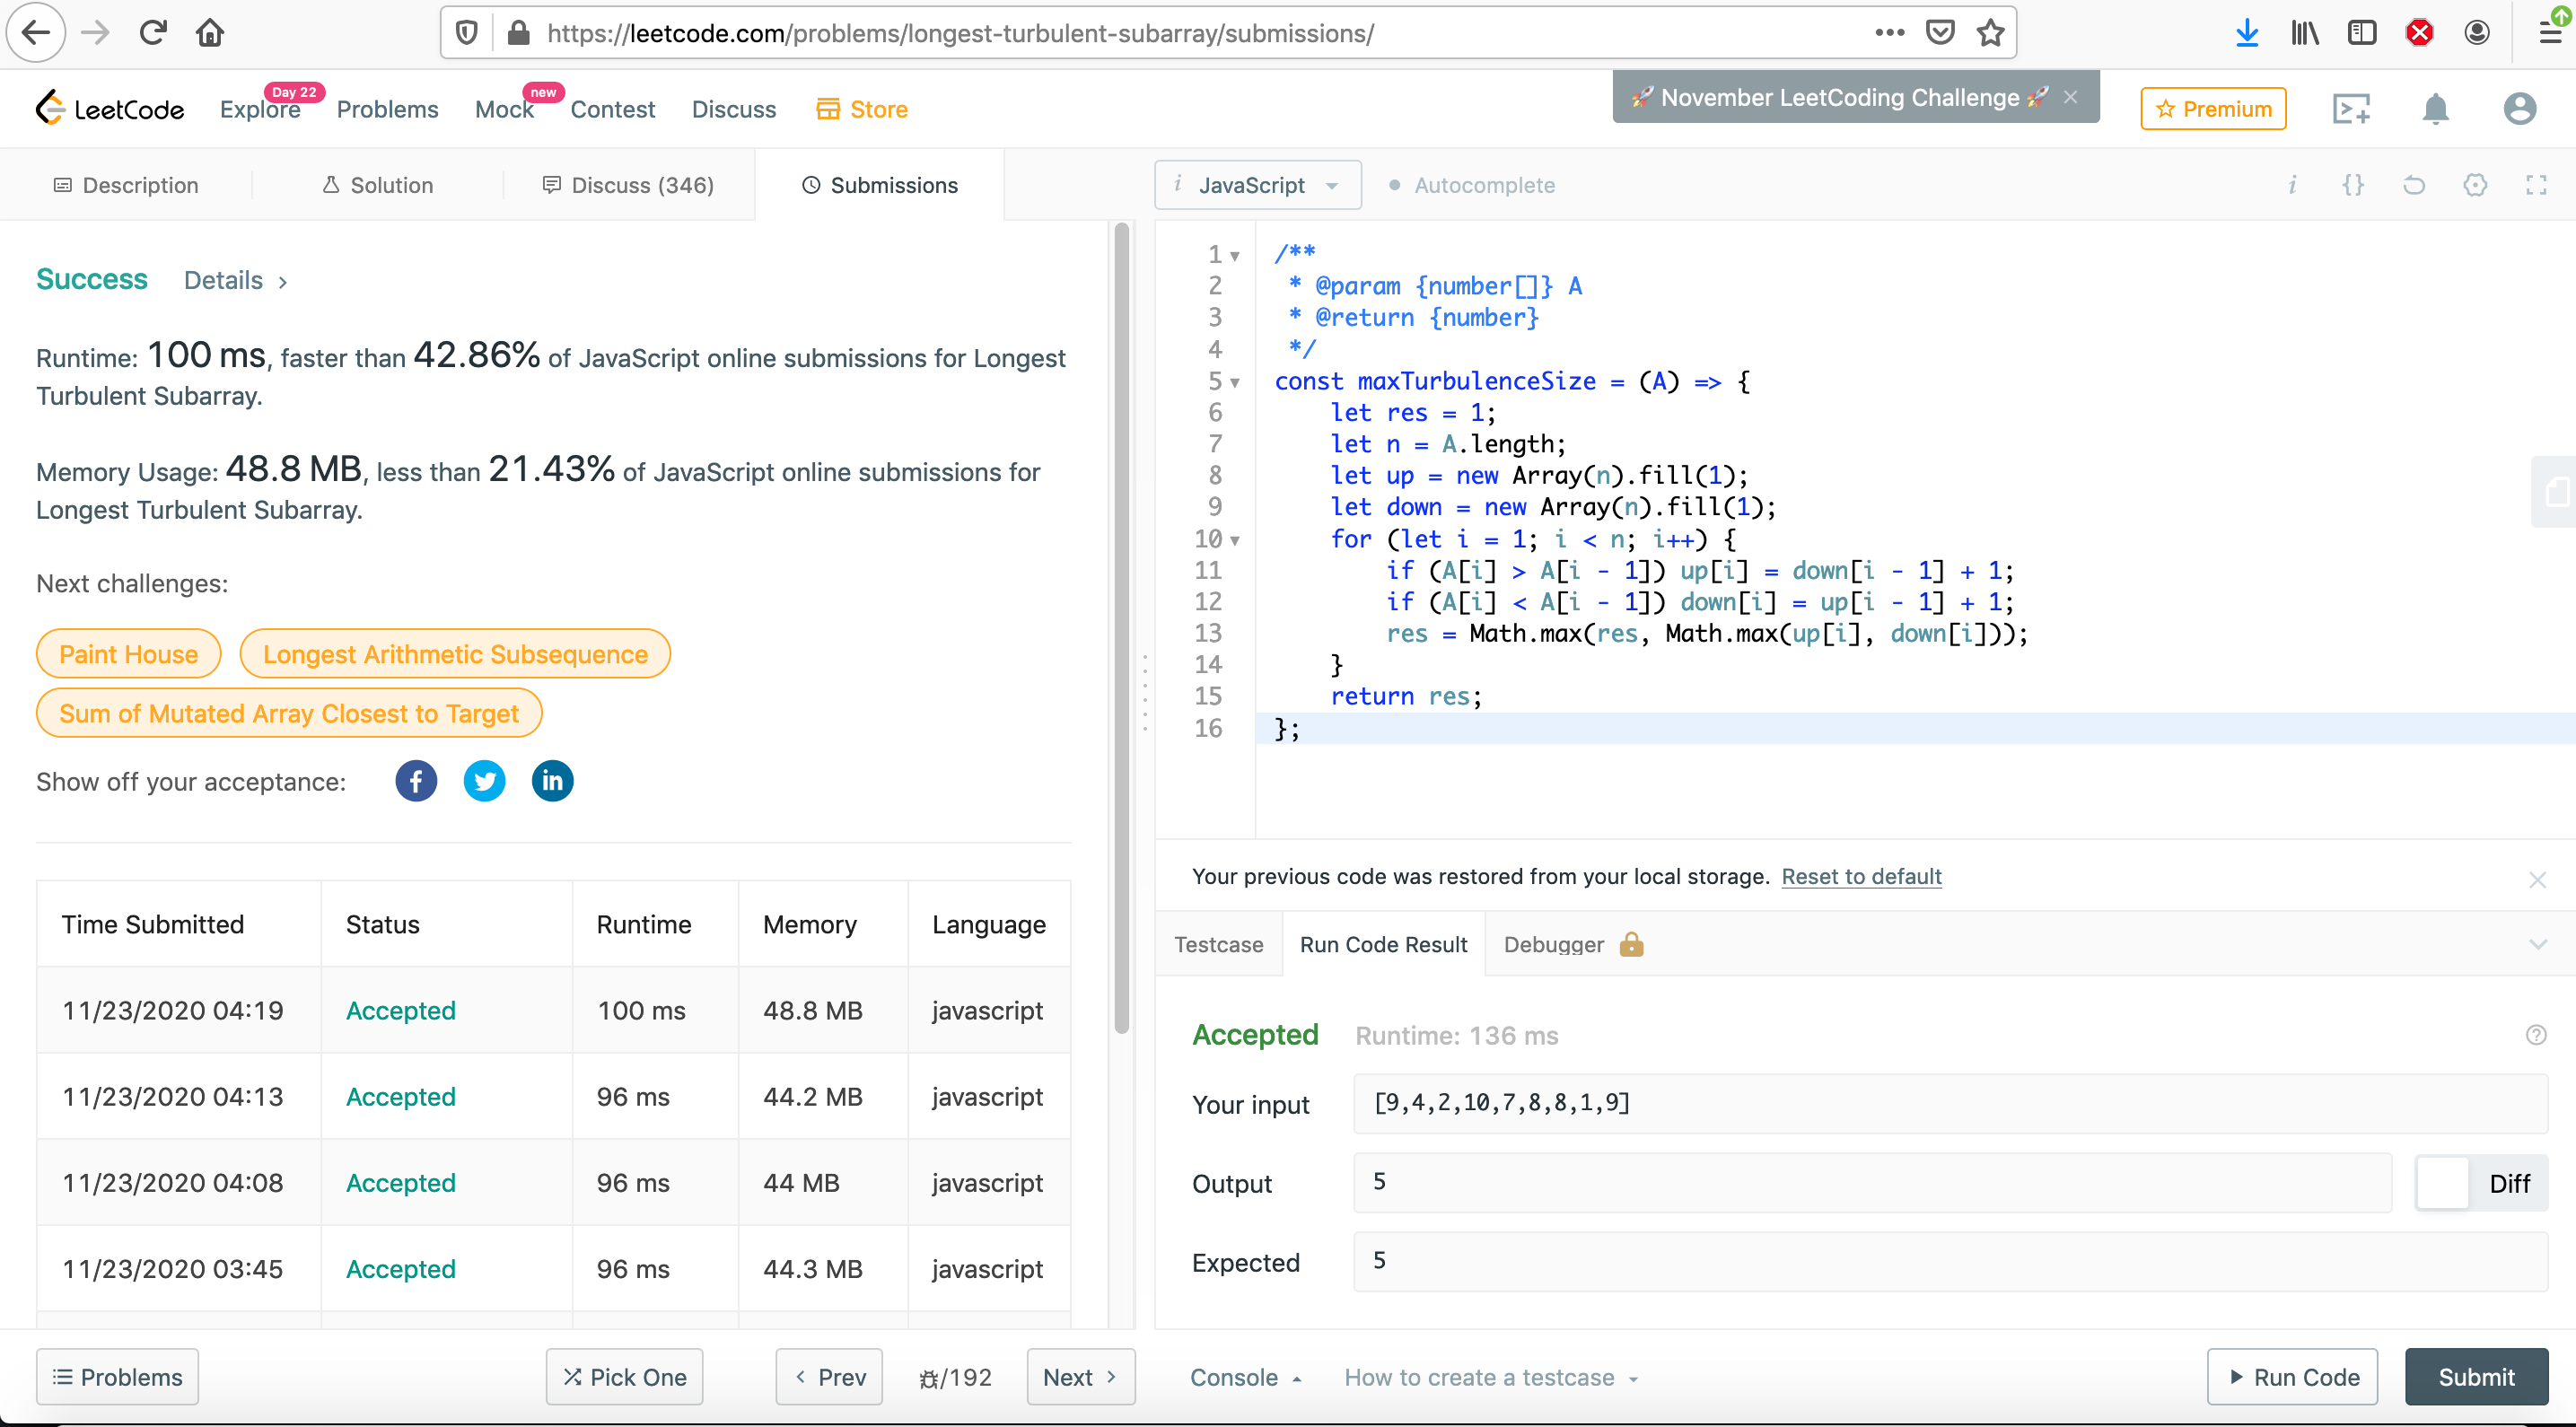 https://leetcode.com/problems/longest-turbulent-subarray/submissions/
LeetCode
Explore
Day 22
Problems
Mock
new
Contest
Discuss
Store
🚀 November LeetCoding Challenge 🚀
Premium
Description
Solution
Discuss (346)
Submissions
Success
Details
Runtime: 100 ms, faster than 42.86% of JavaScript online submissions for Longest
Turbulent Subarray.
Memory Usage: 48.8 MB, less than 21.43% of JavaScript online submissions for
Longest Turbulent Subarray.
Next challenges:
Paint House
Longest Arithmetic Subsequence
Sum of Mutated Array Closest to Target
Show off your acceptance:
Time Submitted Status Runtime Memory Language
11/23/2020 04:19 Accepted 100 ms 48.8 MB javascript
11/23/2020 04:13 Accepted 96 ms 44.2 MB javascript
11/23/2020 04:08 Accepted 96 ms 44 MB javascript
11/23/2020 03:45 Accepted 96 ms 44.3 MB javascript
Problems
Pick One
Prev
/192
Next
i JavaScript
Autocomplete
1 /**
2 * @param {number[]} A
3 * @return {number}
4 */
5 const maxTurbulenceSize = (A) => {
6 let res = 1;
7 let n = A.length;
8 let up = new Array(n).fill(1);
9 let down = new Array(n).fill(1);
10 for (let i = 1; i < n; i++) {
11 if (A[i] > A[i - 1]) up[i] = down[i - 1] + 1;
12 if (A[i] < A[i - 1]) down[i] = up[i - 1] + 1;
13 res = Math.max(res, Math.max(up[i], down[i]));
14 }
15 return res;
16 };
Your previous code was restored from your local storage. Reset to default
Testcase
Run Code Result
Debugger
Accepted Runtime: 136 ms
Your input [9,4,2,10,7,8,8,1,9]
Output 5
Diff
Expected 5
Console
How to create a testcase
Run Code
Submit